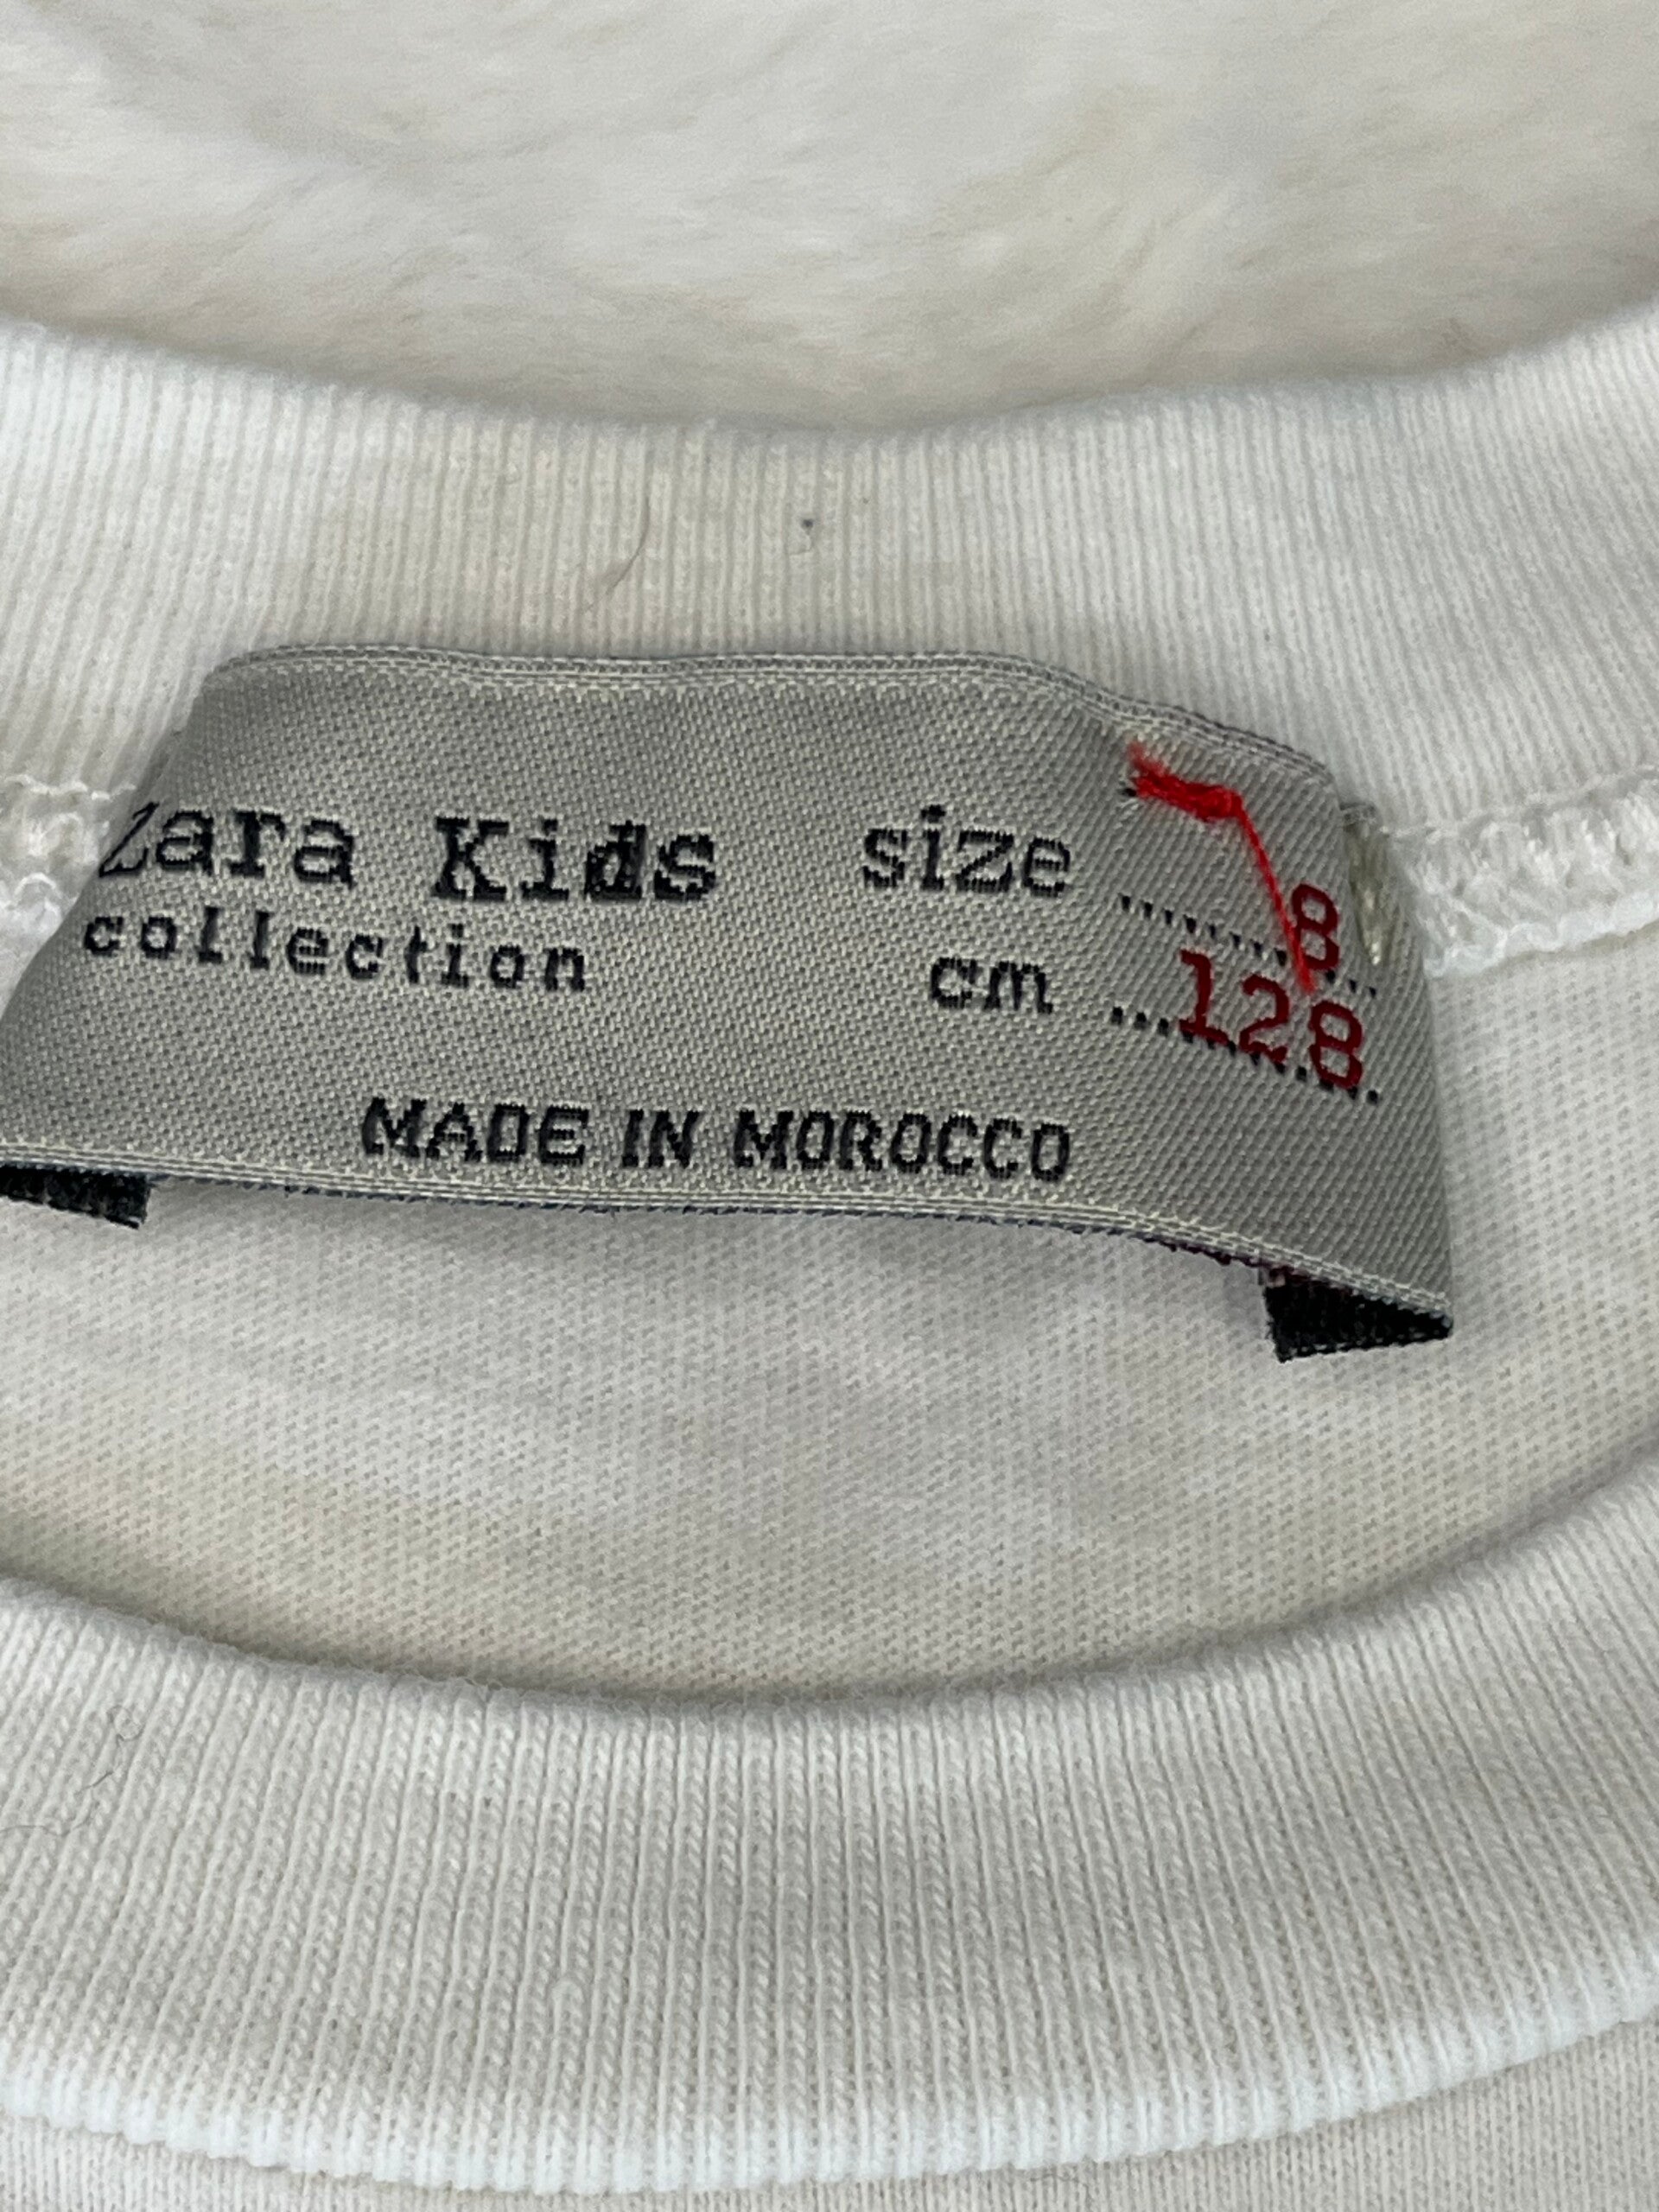 Zara Kids
collection
size ........8...
cm ...128.
MADE IN MOROCCO